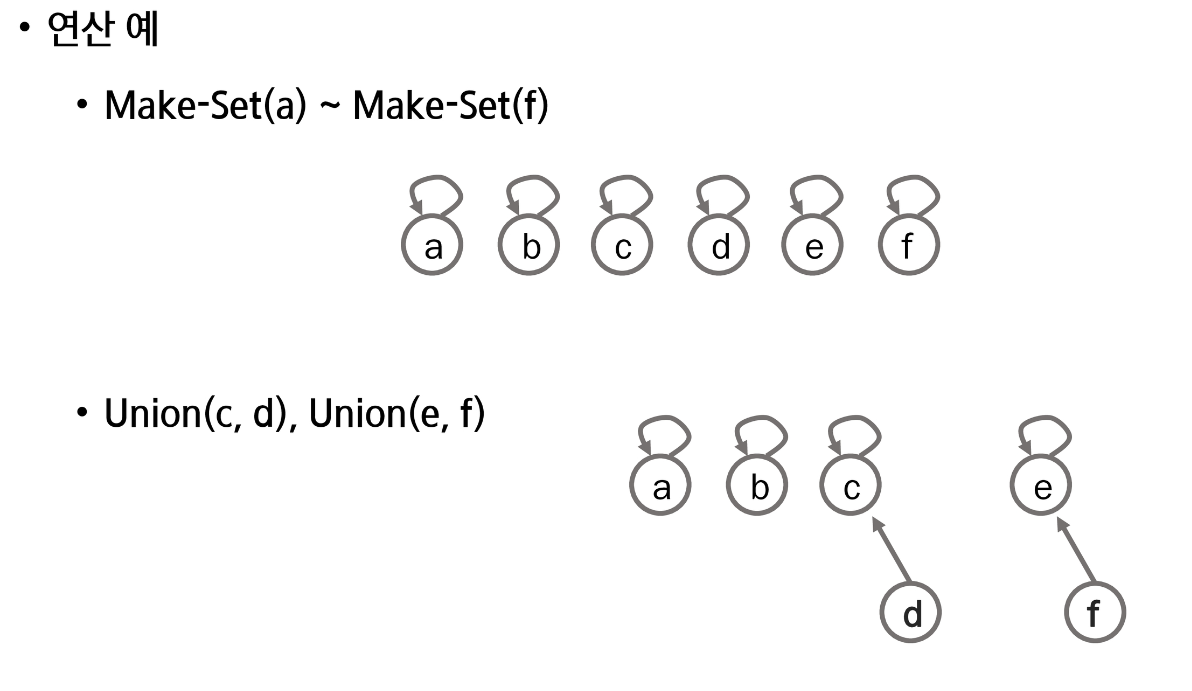 • 연산 예
• Make-Set(a) ~ Make-Set(f)
a b c d e f
• Union(c, d), Union(e, f)
a b c e
d f